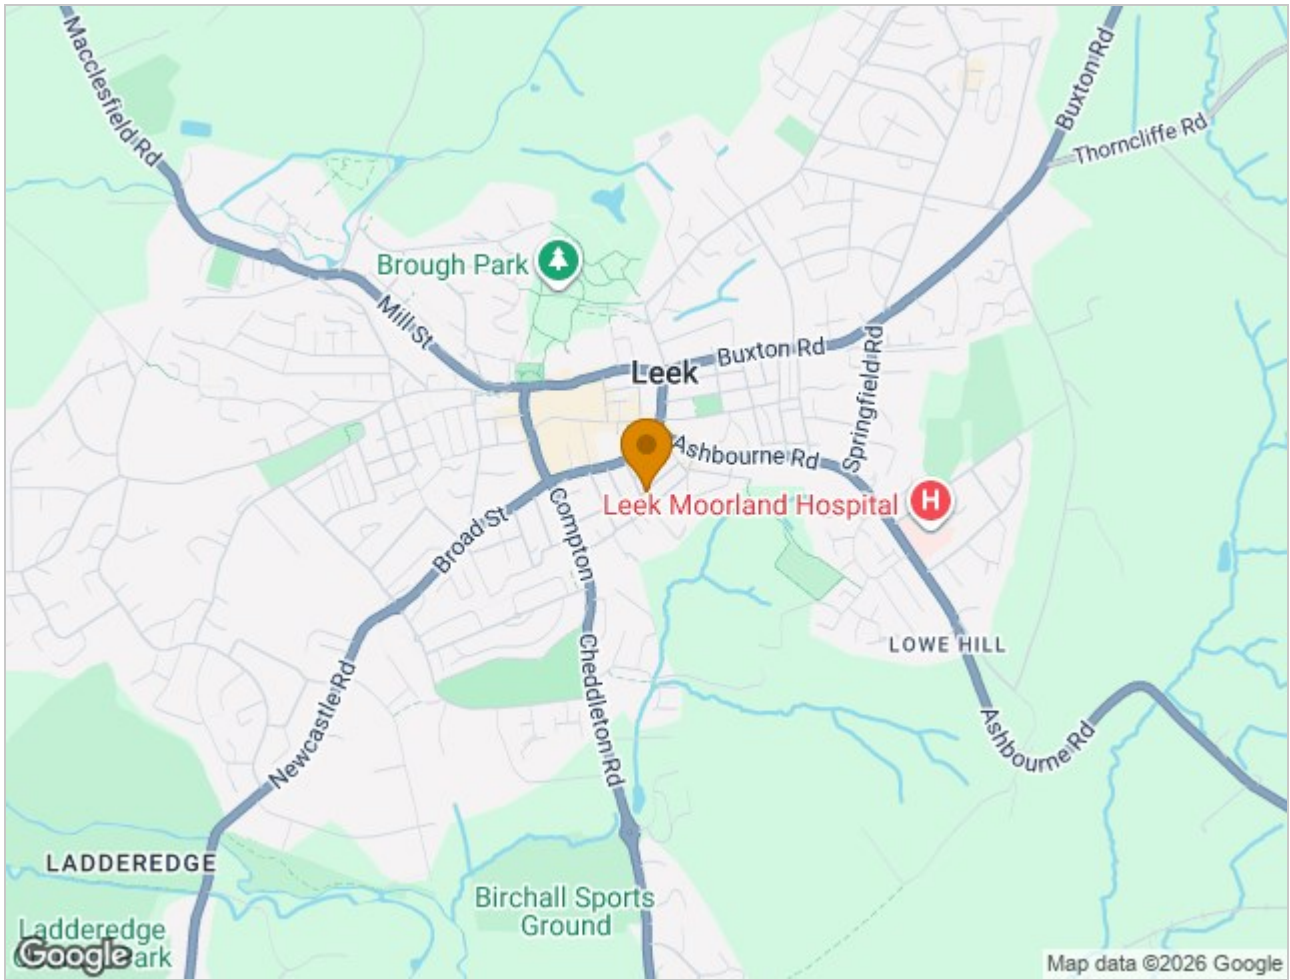 Macclesfield Rd
Buxton Rd
Thorncliffe Rd
Brough Park
Mill St
Leek
Buxton Rd
Springfield Rd
Ashbourne Rd
Leek Moorland Hospital
H
Compton
Broad St
LOWE HILL
Cheddleton Rd
Newcastle Rd
Ashbourne Rd
LADDEREDGE
Birchall Sports
Ground
Ladderedge
Google
Map data ©2026 Google